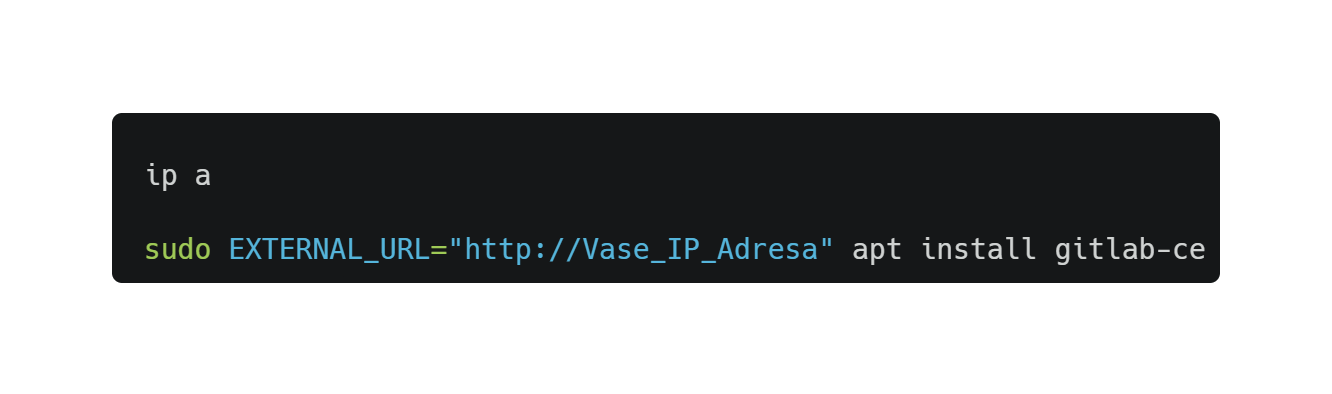 ip a
sudo EXTERNAL_URL="http://Vase_IP_Adresa" apt install gitlab-ce